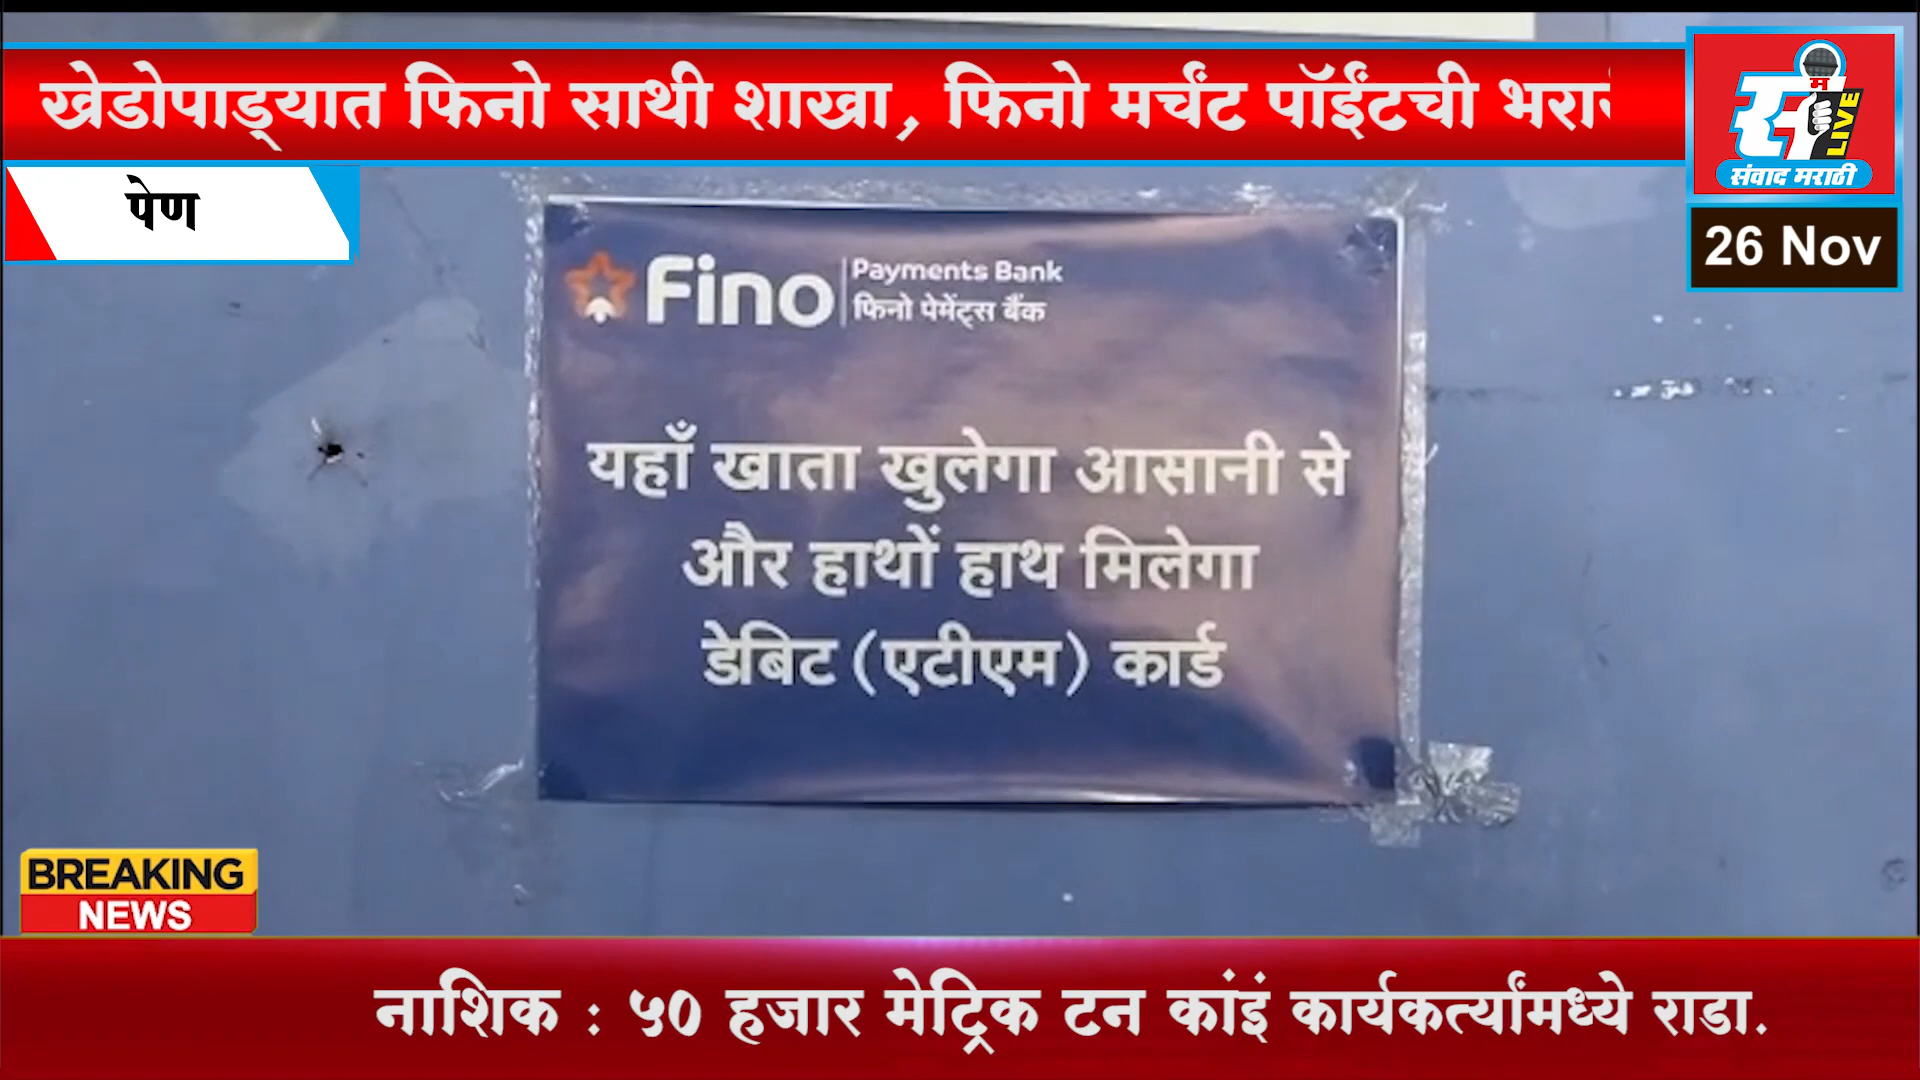 खेडोपाड्यात फिनो साथी शाखा, फिनो मर्चंट पॉईंटची
स
म
LIVE
संवाद मराठी
पेण
26 Nov
Fino
Payments Bank
फिनो पेमेंट्स बैंक
यहाँ खाता खुलेगा आसानी से
और हाथों हाथ मिलेगा
डेबिट (एटीएम) कार्ड
BREAKING
NEWS
नाशिक : ५० हजार मेट्रिक टन कांइं कार्यकर्त्यांमध्ये राडा.